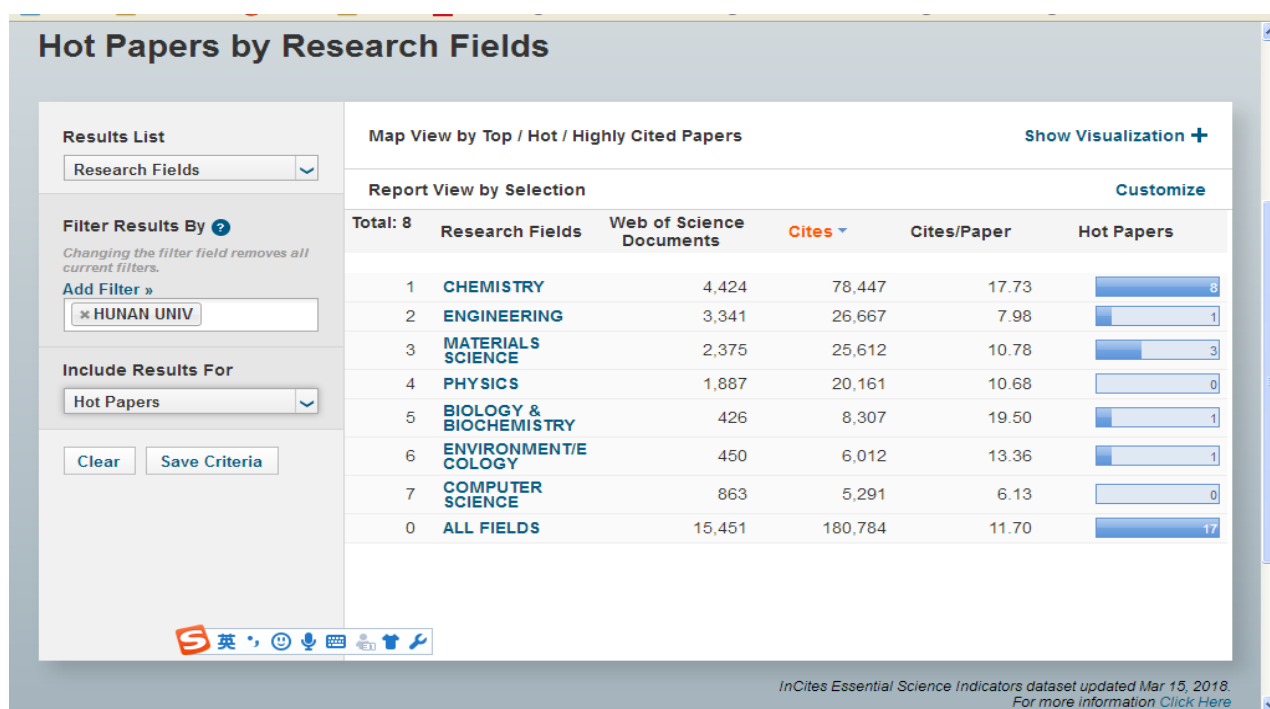 Hot Papers by Research Fields
Results List
Research Fields
Filter Results By ?
Changing the filter field removes all
current filters.
Add Filter »
× HUNAN UNIV
Include Results For
Hot Papers
Clear Save Criteria
Map View by Top / Hot / Highly Cited Papers Show Visualization +
Report View by Selection Customize
Total: 8 Research Fields Web of Science Documents Cites Cites/Paper Hot Papers
1 CHEMISTRY 4,424 78,447 17.73 8
2 ENGINEERING 3,341 26,667 7.98 1
3 MATERIALS SCIENCE 2,375 25,612 10.78 3
4 PHYSICS 1,887 20,161 10.68 0
5 BIOLOGY & BIOCHEMISTRY 426 8,307 19.50 1
6 ENVIRONMENT/E COLOGY 450 6,012 13.36 1
7 COMPUTER SCIENCE 863 5,291 6.13 0
0 ALL FIELDS 15,451 180,784 11.70 17
S 英
InCites Essential Science Indicators dataset updated Mar 15, 2018.
For more information Click Here